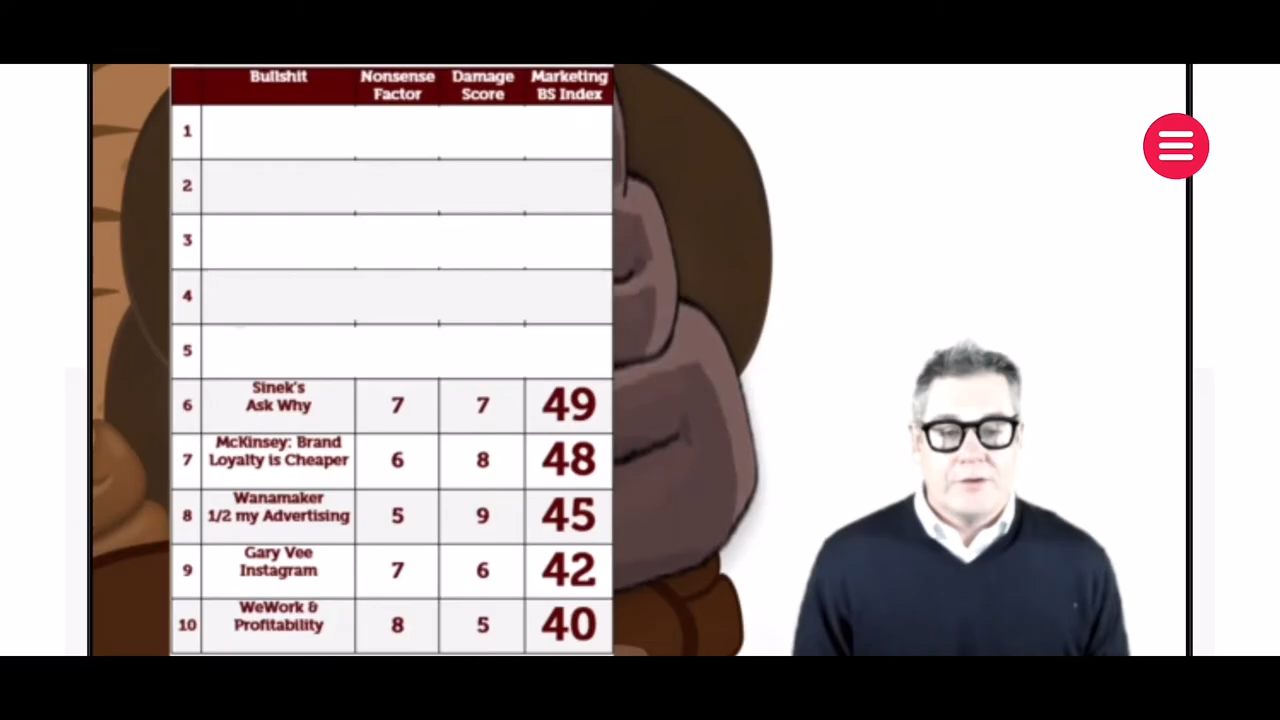 Bullshit Nonsense Damage Marketing
Factor Score BS Index
1
2
3
4
5
Sinek's
6 Ask Why 7 7 49
McKinsey: Brand
7 Loyalty is Cheaper 6 8 48
Wanamaker
8 1/2 my Advertising 5 9 45
Gary Vee
9 Instagram 7 6 42
WeWork &
10 Profitability 8 5 40